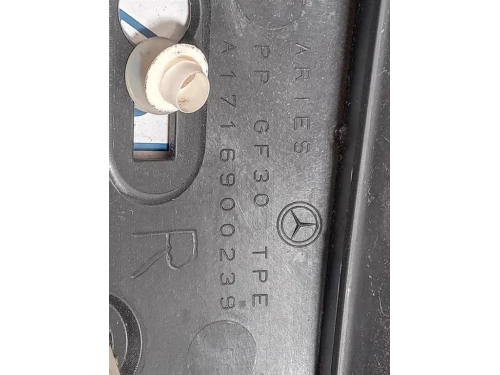 ARIES
PP GF30 TPE
A1716900239
R